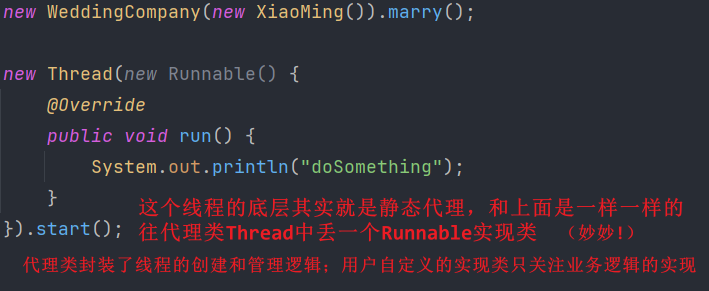 new WeddingCompany(new XiaoMing()).marry();
new Thread(new Runnable() {
@Override
public void run() {
System.out.println("doSomething");
}
}).start();
这个线程的底层其实就是静态代理，和上面是一样一样的
往代理类Thread中丢一个Runnable实现类 （妙妙!）
代理类封装了线程的创建和管理逻辑；用户自定义的实现类只关注业务逻辑的实现